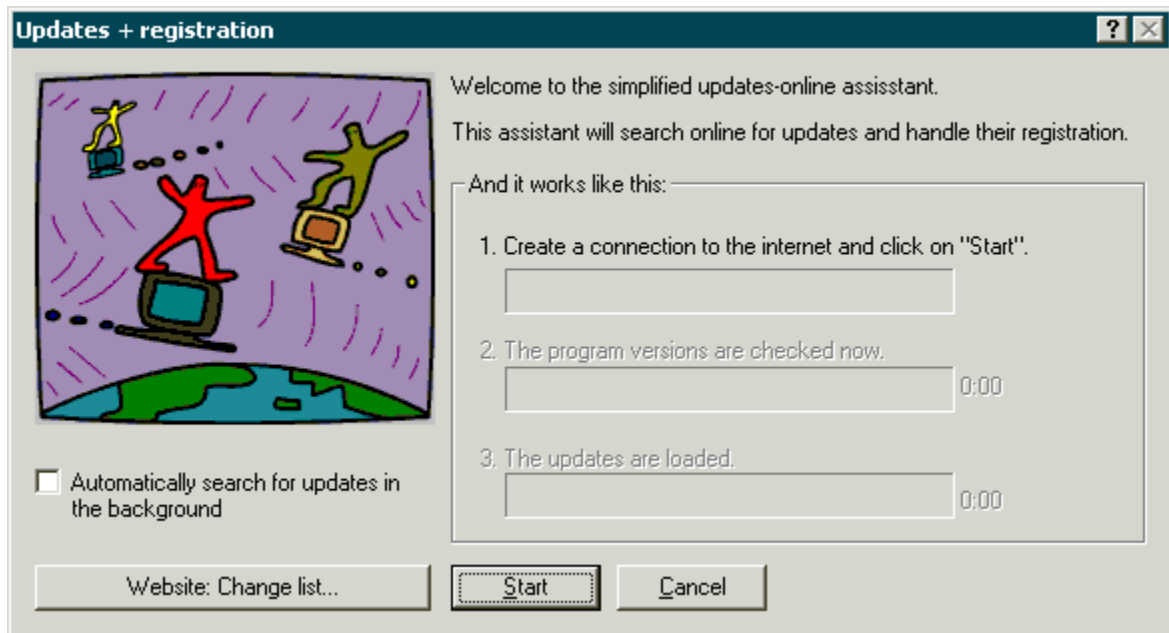 Updates + registration
Welcome to the simplified updates-online assisstant.
This assistant will search online for updates and handle their registration.
And it works like this:
1. Create a connection to the internet and click on "Start".
2. The program versions are checked now.
0:00
3. The updates are loaded.
0:00
Automatically search for updates in
the background
Website: Change list...
Start
Cancel